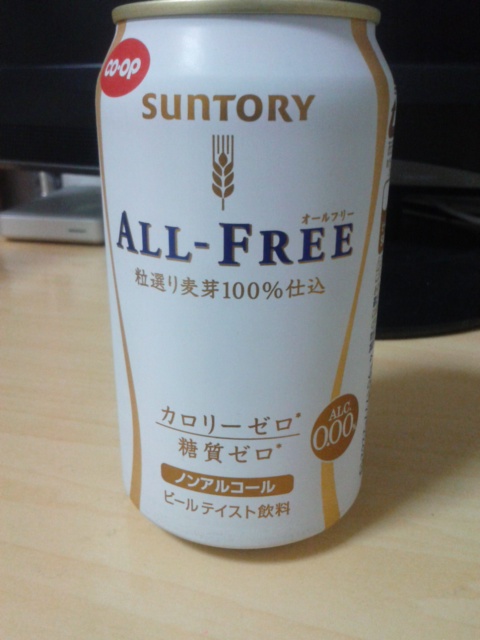 CO·OP
SUNTORY
オールフリー
ALL-FREE
粒選り麦芽100%仕込
カロリーゼロ*
糖質ゼロ*
ALC.
0.00%
ノンアルコール
ビールテイスト飲料